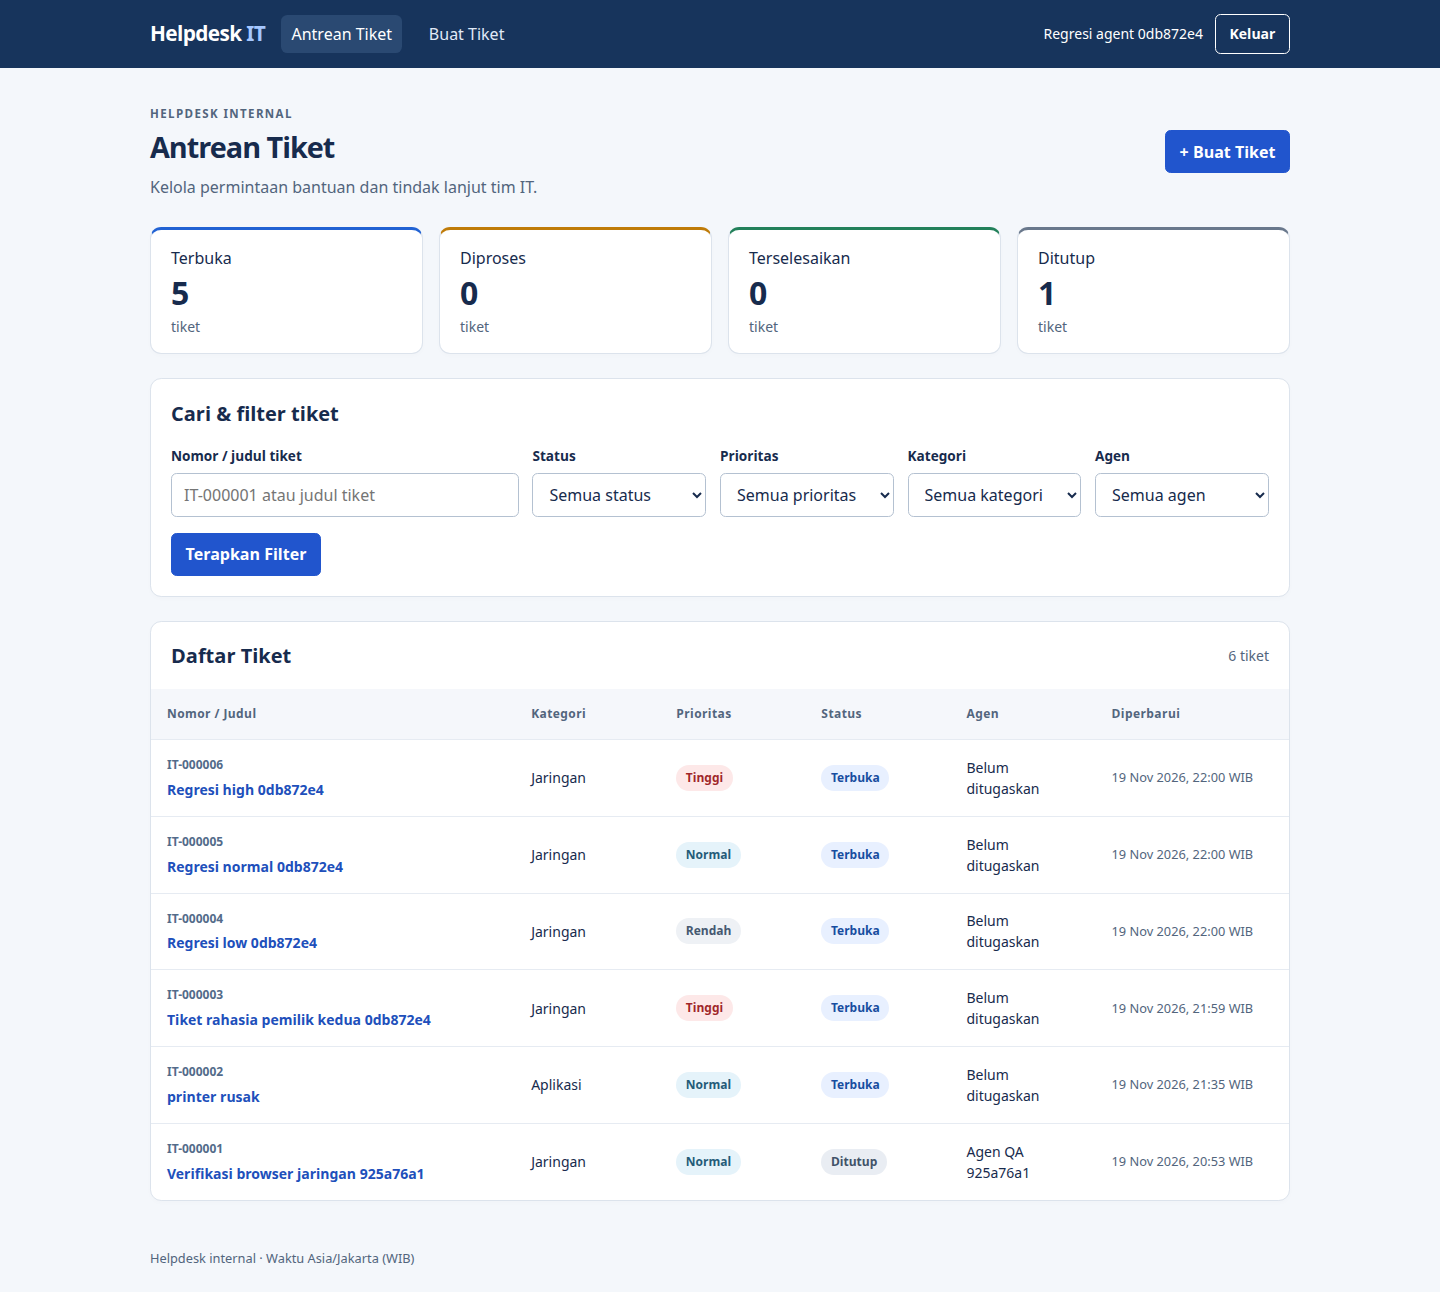 Helpdesk IT
Antrean Tiket
Buat Tiket
Regresi agent 0db872e4
Keluar
HELPDESK INTERNAL
Antrean Tiket
Kelola permintaan bantuan dan tindak lanjut tim IT.
+ Buat Tiket
Terbuka
5
tiket
Diproses
0
tiket
Terselesaikan
0
tiket
Ditutup
1
tiket
Cari & filter tiket
Nomor / judul tiket
IT-000001 atau judul tiket
Status
Semua status
Prioritas
Semua prioritas
Kategori
Semua kategori
Agen
Semua agen
Terapkan Filter
Daftar Tiket
6 tiket
Nomor / Judul Kategori Prioritas Status Agen Diperbarui
IT-000006
Regresi high 0db872e4
Jaringan
Tinggi
Terbuka
Belum
ditugaskan
19 Nov 2026, 22:00 WIB
IT-000005
Regresi normal 0db872e4
Jaringan
Normal
Terbuka
Belum
ditugaskan
19 Nov 2026, 22:00 WIB
IT-000004
Regresi low 0db872e4
Jaringan
Rendah
Terbuka
Belum
ditugaskan
19 Nov 2026, 22:00 WIB
IT-000003
Tiket rahasia pemilik kedua 0db872e4
Jaringan
Tinggi
Terbuka
Belum
ditugaskan
19 Nov 2026, 21:59 WIB
IT-000002
printer rusak
Aplikasi
Normal
Terbuka
Belum
ditugaskan
19 Nov 2026, 21:35 WIB
IT-000001
Verifikasi browser jaringan 925a76a1
Jaringan
Normal
Ditutup
Agen QA
925a76a1
19 Nov 2026, 20:53 WIB
Helpdesk internal · Waktu Asia/Jakarta (WIB)